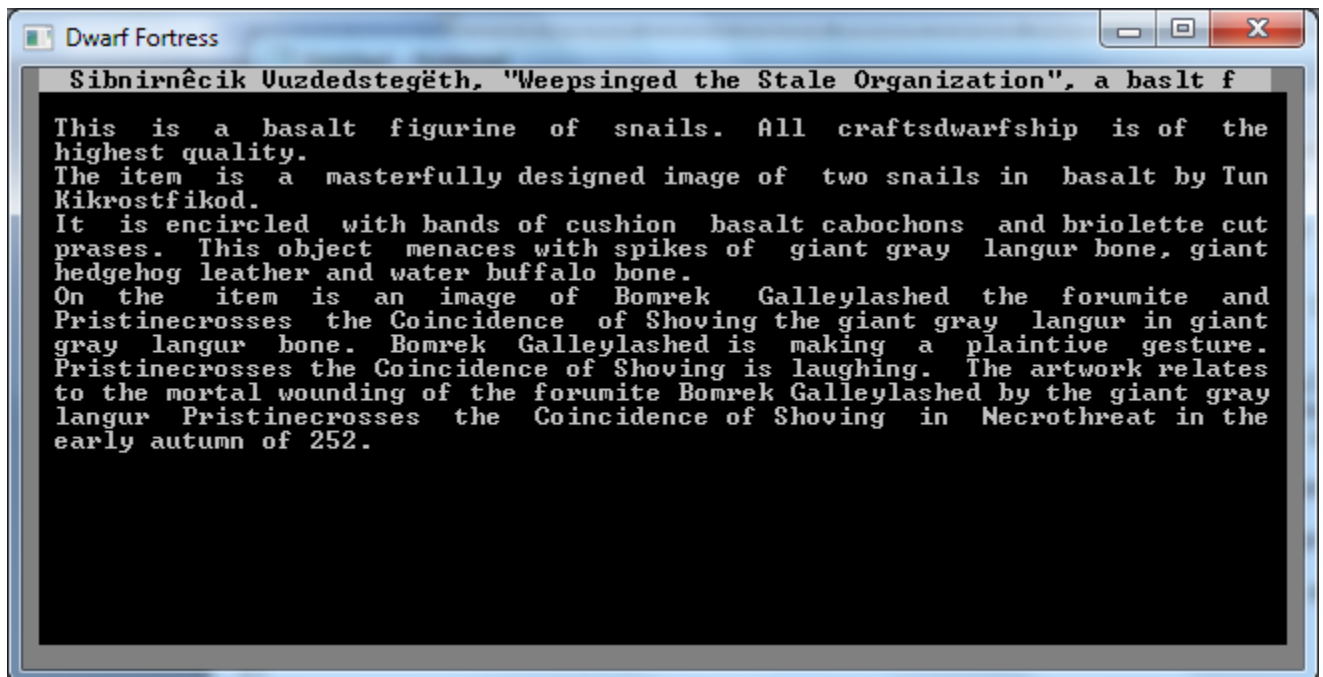 Dwarf Fortress
Sibnirnêcik Vuzdedstegëth, "Weepsinged the Stale Organization", a baslt f
This is a basalt figurine of snails. All craftsdwarfship is of the
highest quality.
The item is a masterfully designed image of two snails in basalt by Tun
Kikrostfikod.
It is encircled with bands of cushion basalt cabochons and briolette cut
prases. This object menaces with spikes of giant gray langur bone, giant
hedgehog leather and water buffalo bone.
On the item is an image of Bomrek Galleylashed the forumite and
Pristinecrosses the Coincidence of Shoving the giant gray langur in giant
gray langur bone. Bomrek Galleylashed is making a plaintive gesture.
Pristinecrosses the Coincidence of Shoving is laughing. The artwork relates
to the mortal wounding of the forumite Bomrek Galleylashed by the giant gray
langur Pristinecrosses the Coincidence of Shoving in Necrothreat in the
early autumn of 252.